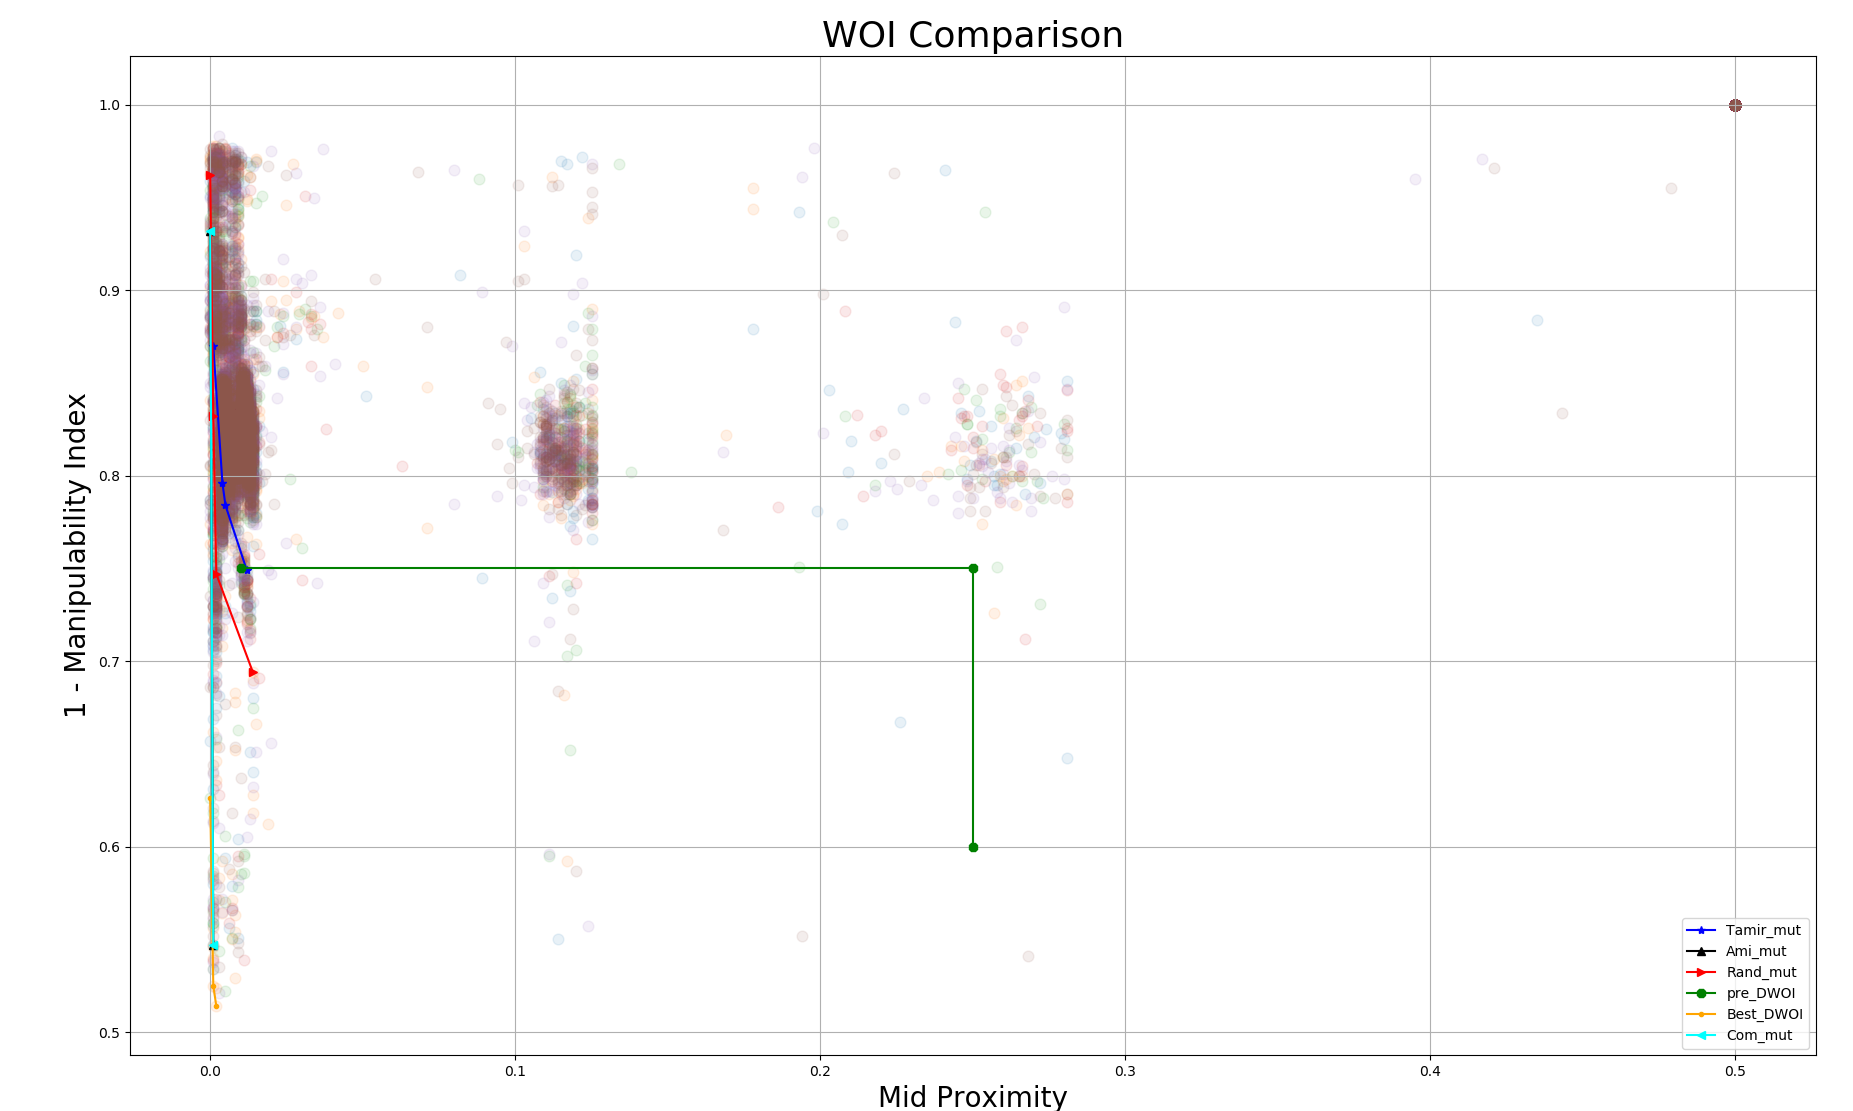 WOI Comparison
1 - Manipulability Index
1.0
0.9
0.8
0.7
0.6
0.5
0.0
0.1
0.2
0.3
0.4
0.5
Mid Proximity
Tamir_mut
Ami_mut
Rand_mut
pre_DWOI
Best_DWOI
Com_mut